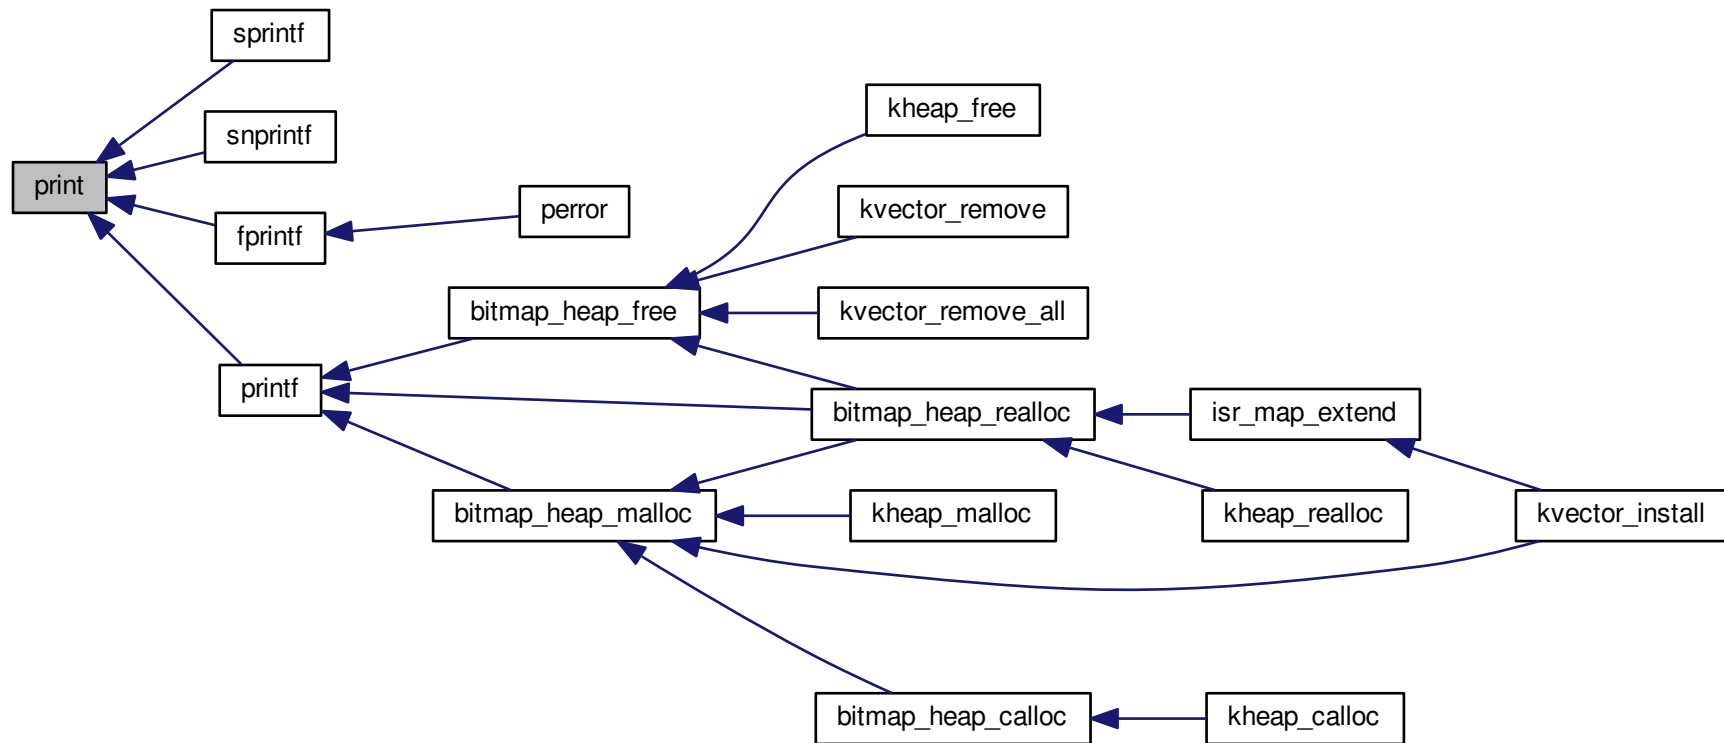 sprintf
kheap_free
snprintf
print
perror
kvector_remove
fprintf
bitmap_heap_free
kvector_remove_all
printf
bitmap_heap_realloc
isr_map_extend
bitmap_heap_malloc
kheap_malloc
kheap_realloc
kvector_install
bitmap_heap_calloc
kheap_calloc